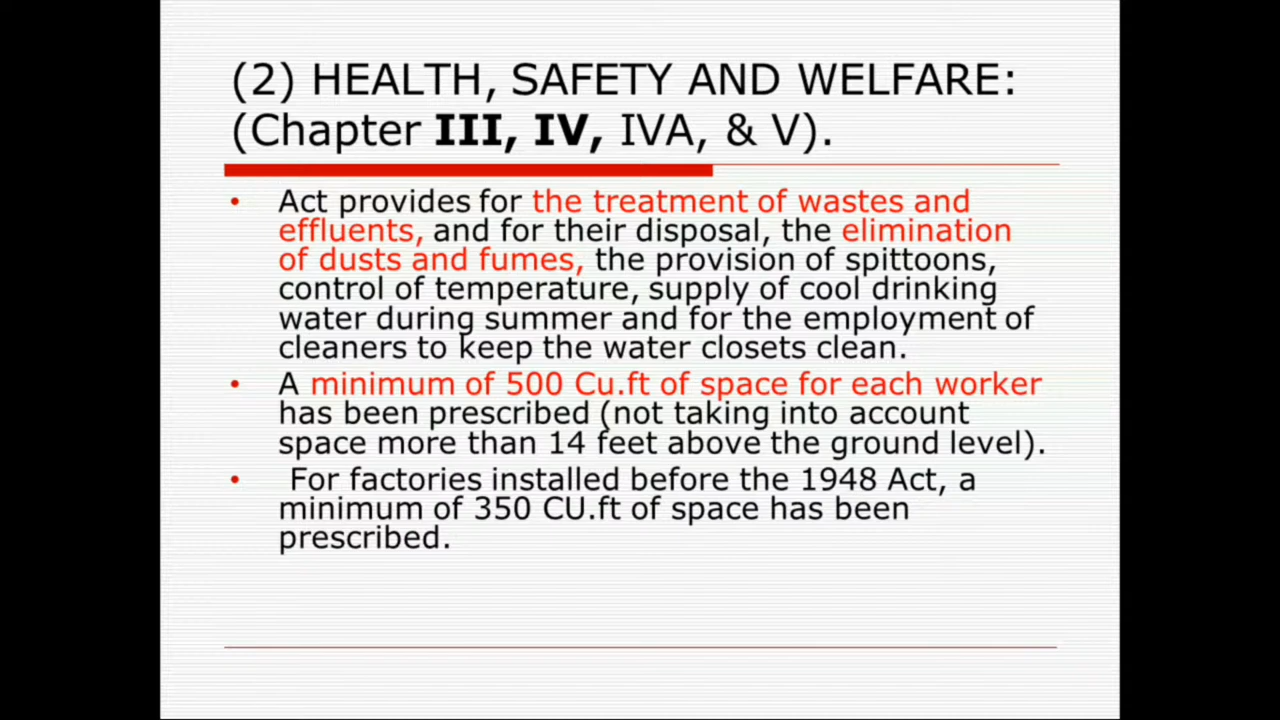 (2) HEALTH, SAFETY AND WELFARE:
(Chapter III, IV, IVA, & V).
• Act provides for the treatment of wastes and
effluents, and for their disposal, the elimination
of dusts and fumes, the provision of spittoons,
control of temperature, supply of cool drinking
water during summer and for the employment of
cleaners to keep the water closets clean.
• A minimum of 500 Cu.ft of space for each worker
has been prescribed (not taking into account
space more than 14 feet above the ground level).
• For factories installed before the 1948 Act, a
minimum of 350 CU.ft of space has been
prescribed.